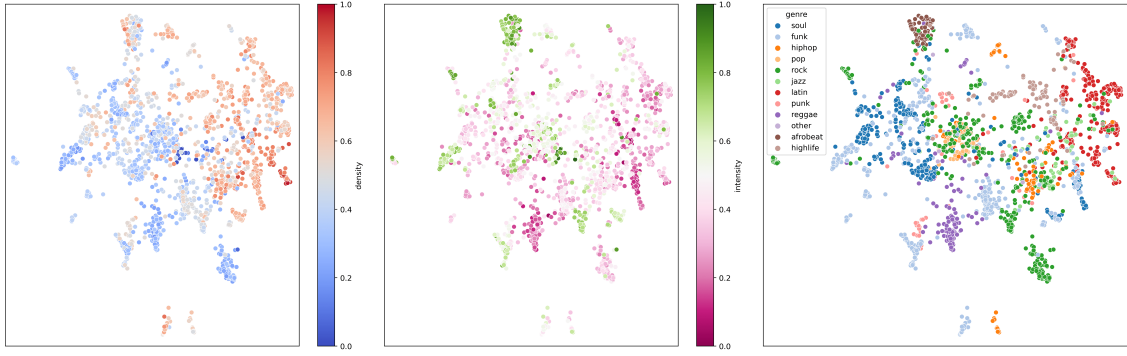 1.0
0.8
0.6
0.4
0.2
0.0
density
1.0
0.8
0.6
0.4
0.2
0.0
intensity
genre
soul
funk
hiphop
pop
rock
jazz
latin
punk
reggae
other
afrobeat
highlife